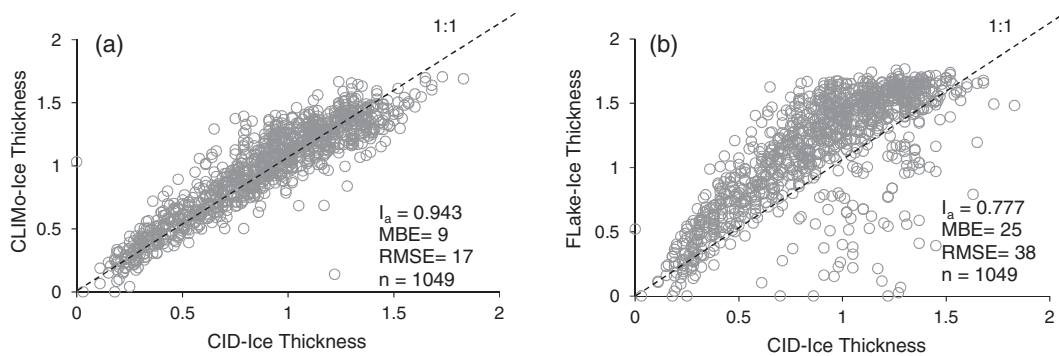 (a)
1:1
CLIMo-Ice Thickness
2
1.5
1
0.5
0
I_a = 0.943
MBE= 9
RMSE= 17
n = 1049
0
0.5
1
1.5
2
CID-Ice Thickness
(b)
1:1
FLake-Ice Thickness
2
1.5
1
0.5
0
I_a = 0.777
MBE= 25
RMSE= 38
n = 1049
0
0.5
1
1.5
2
CID-Ice Thickness